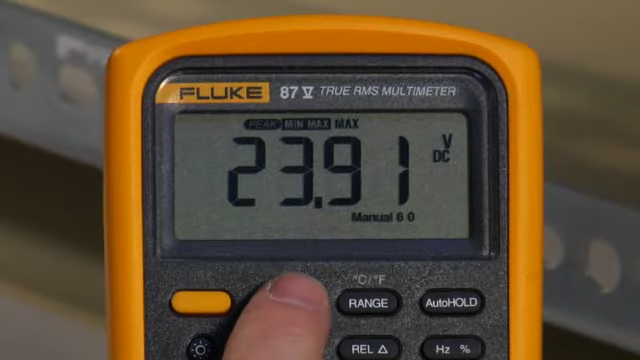 FLUKE 87 V TRUE RMS MULTIMETER
PEAK MIN MAX MAX
23.91 V DC
Manual 6 0
°C/°F
RANGE AutoHOLD
REL △ Hz %